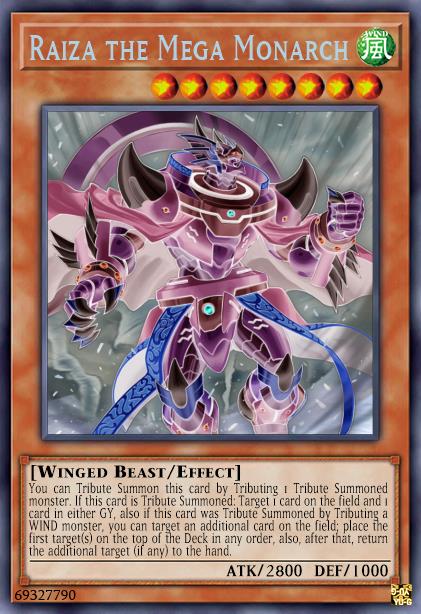 RAIZA THE MEGA MONARCH
WIND
風
[WINGED BEAST/EFFECT]
You can Tribute Summon this card by Tributing 1 Tribute Summoned
monster. If this card is Tribute Summoned: Target 1 card on the field and 1
card in either GY, also if this card was Tribute Summoned by Tributing a
WIND monster, you can target an additional card on the field; place the
first target(s) on the top of the Deck in any order, also, after that, return
the additional target (if any) to the hand.
ATK/2800 DEF/1000
69327790